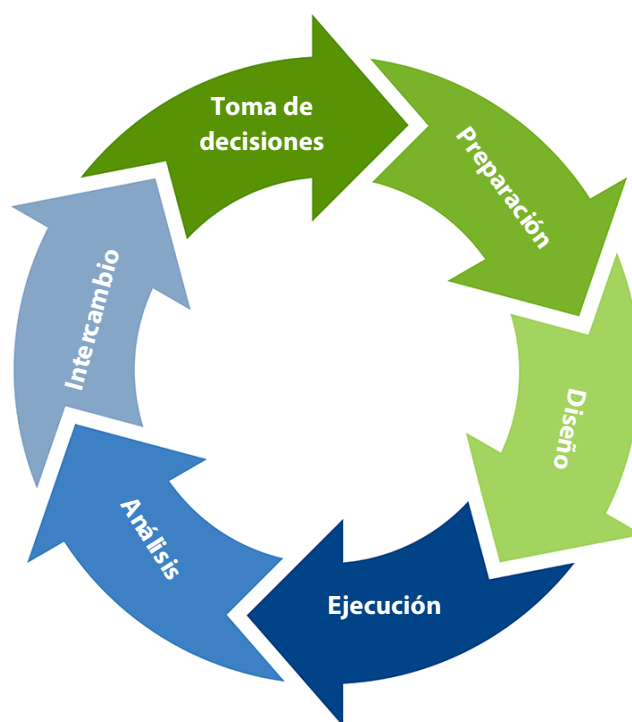 Toma de
decisiones
Preparación
Diseño
Ejecución
Análisis
Intercambio